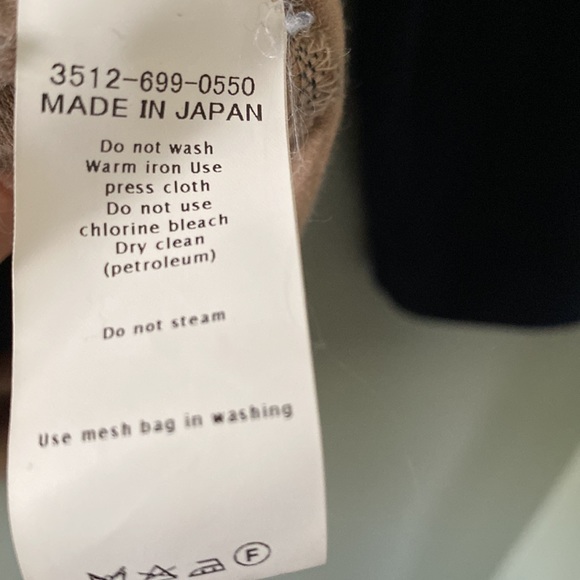 3512-699-0550
MADE IN JAPAN
Do not wash
Warm iron Use
press cloth
Do not use
chlorine bleach
Dry clean
(petroleum)
Do not steam
Use mesh bag in washing
F